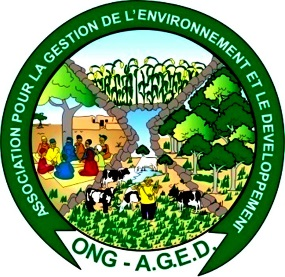 ASSOCIATION POUR LA GESTION DE L'ENVIRONNEMENT ET LE DEVELOPPEMENT
ONG - A.G.E.D.